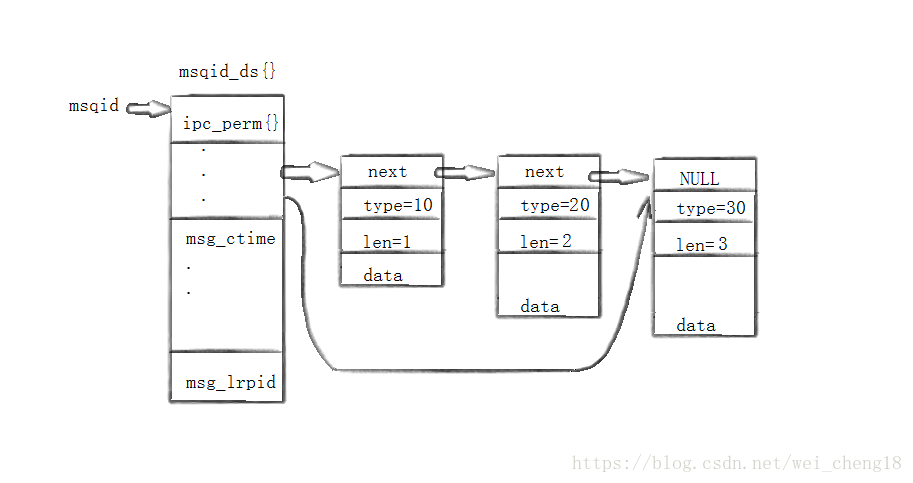 msqid_ds{}
msqid
ipc_perm{}
.
.
.
msg_ctime
.
.
msg_lrpid
next
type=10
len=1
data
next
type=20
len=2
data
NULL
type=30
len=3
data
https://blog.csdn.net/wei_cheng18